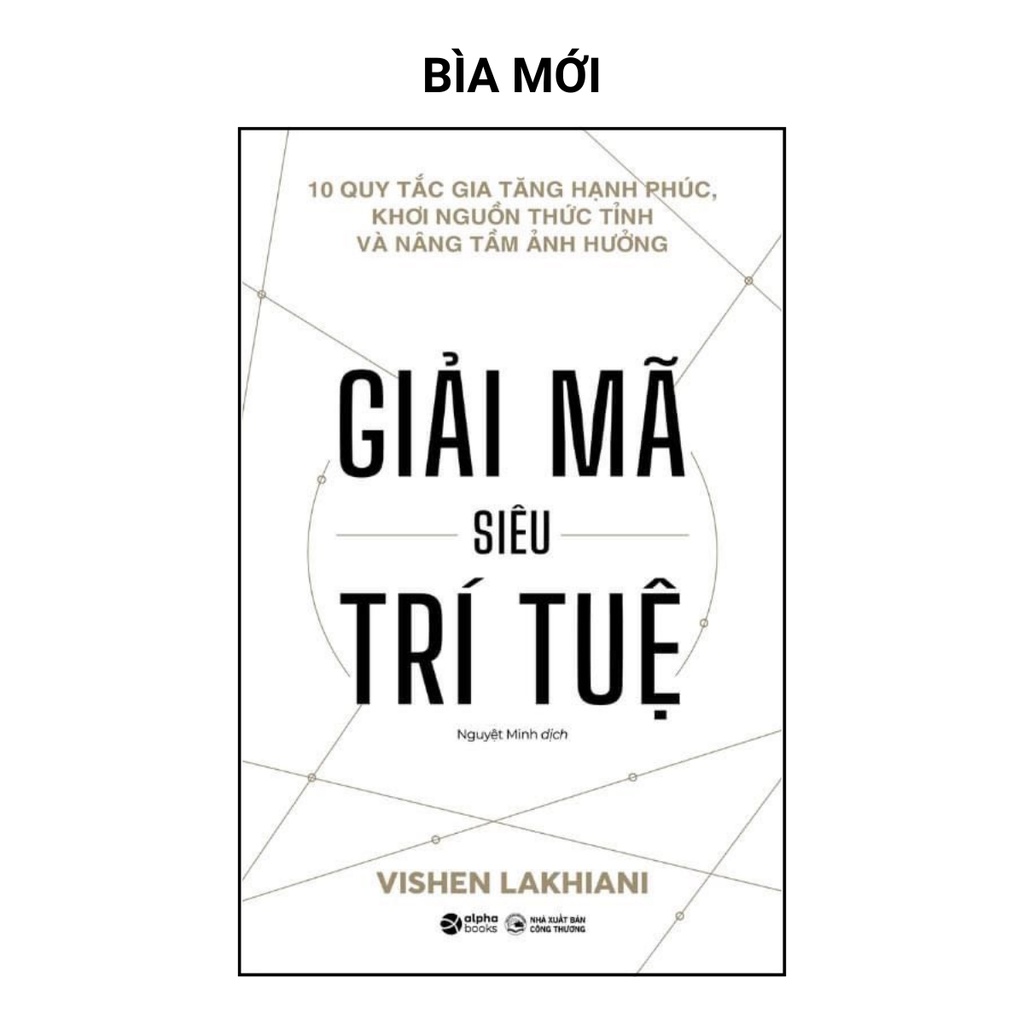 BÌA MỚI
10 QUY TẮC GIA TĂNG HẠNH PHÚC,
KHƠI NGUỒN THỨC TỈNH
VÀ NÂNG TẦM ẢNH HƯỞNG
GIẢI MÃ
SIÊU
TRÍ TUỆ
Nguyệt Minh dịch
VISHEN LAKHIANI
alpha
books
NHÀ XUẤT BẢN
CÔNG THƯƠNG